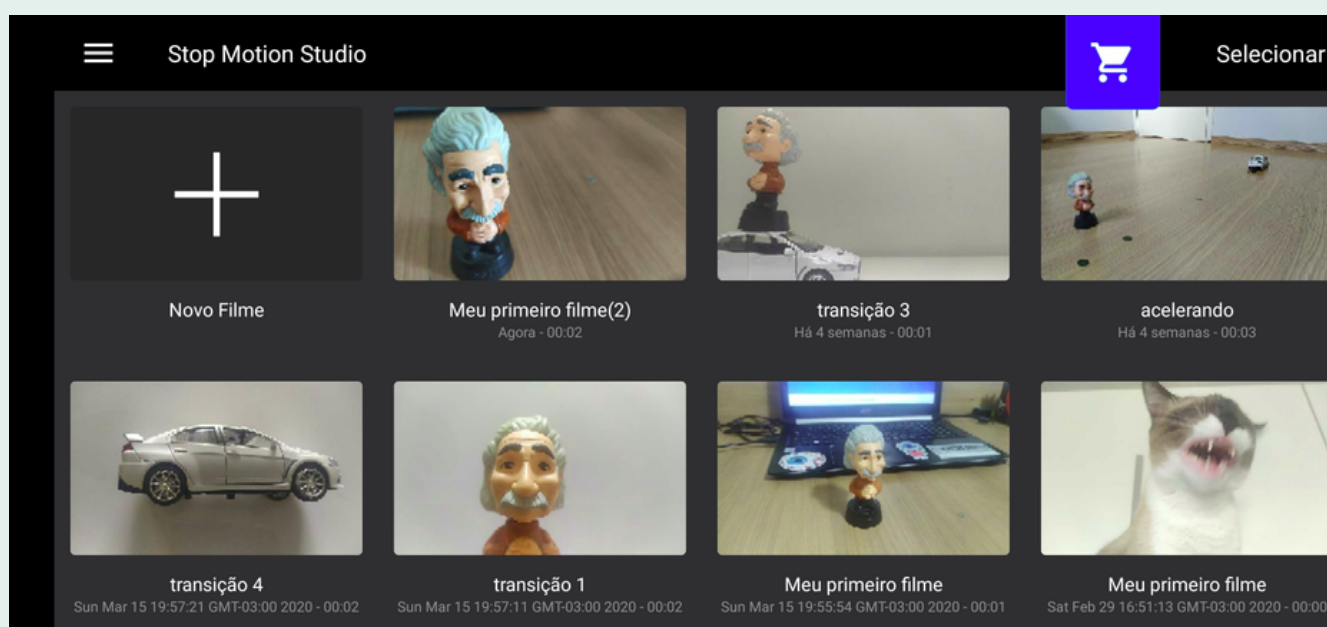 Stop Motion Studio
Selecionar
Novo Filme
Meu primeiro filme(2)
Agora - 00:02
transição 3
Há 4 semanas - 00:01
acelerando
Há 4 semanas - 00:03
transição 4
Sun Mar 15 19:57:21 GMT-03:00 2020 - 00:02
transição 1
Sun Mar 15 19:57:11 GMT-03:00 2020 - 00:02
Meu primeiro filme
Sun Mar 15 19:55:54 GMT-03:00 2020 - 00:01
Meu primeiro filme
Sat Feb 29 16:51:13 GMT-03:00 2020 - 00:00